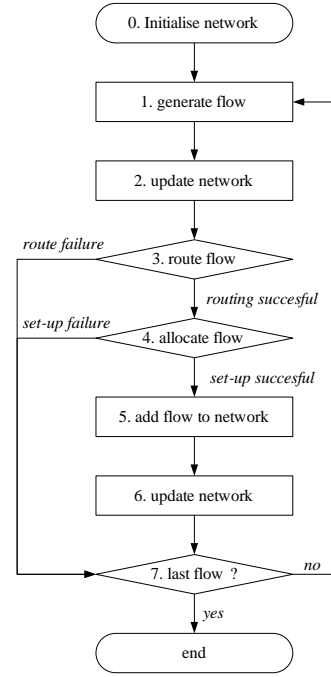 0. Initialise network
1. generate flow
2. update network
route failure
3. route flow
routing succesful
set-up failure
4. allocate flow
set-up succesful
5. add flow to network
6. update network
7. last flow ?
no
yes
end